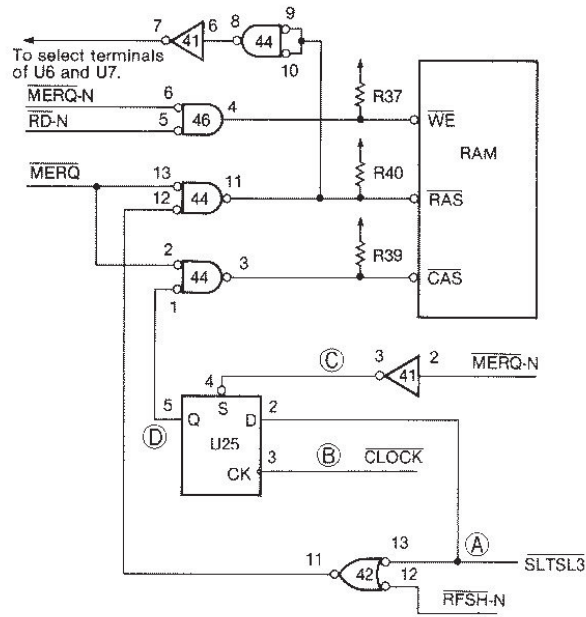 7
41
6
8
44
9
10
To select terminals
of U6 and U7.
MERQ-N
6
RD-N
5
46
4
R37
WE
RAM
MERQ
13
12
44
11
R40
RAS
2
1
44
3
R39
CAS
C
3
41
2
MERQ-N
4
S
5
Q
D
2
D
U25
CK
3
B
CLOCK
11
42
13
A
SLTSL3
12
RFSH-N